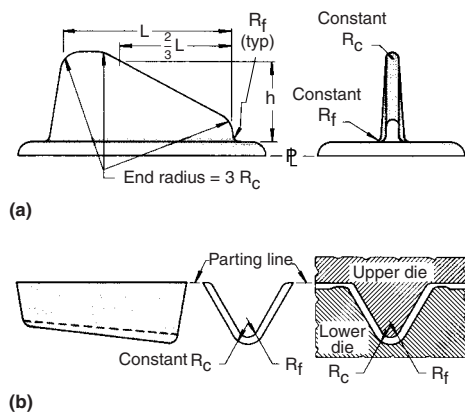 (a)
L
2/3 L
R_f
(typ)
h
Constant
R_c
Constant
R_f
End radius = 3 R_c
P̵L
(b)
Parting line
Constant R_c
R_f
Upper die
Lower
die
R_c
R_f